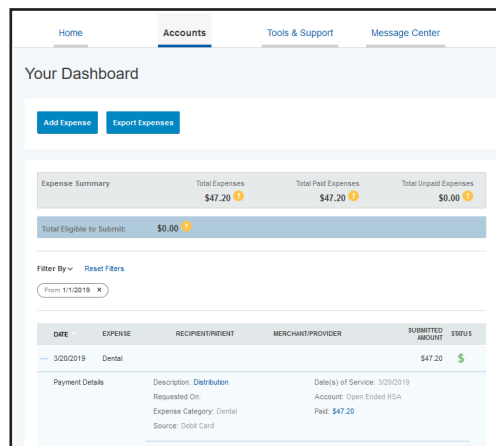 Home Accounts Tools & Support Message Center
Your Dashboard
Add Expense Export Expenses
Expense Summary Total Expenses Total Paid Expenses Total Unpaid Expenses
$47.20 ? $47.20 ? $0.00 ?
Total Eligible to Submit: $0.00 ?
Filter By Reset Filters
From 1/1/2019 ×
DATE EXPENSE RECIPIENT/PATIENT MERCHANT/PROVIDER SUBMITTED AMOUNT STATUS
3/20/2019 Dental $47.20 $
Payment Details Description: Distribution Date(s) of Service: 3/20/2019
Requested On: Account: Open Ended HSA
Expense Category: Dental Paid: $47.20
Source: Debit Card